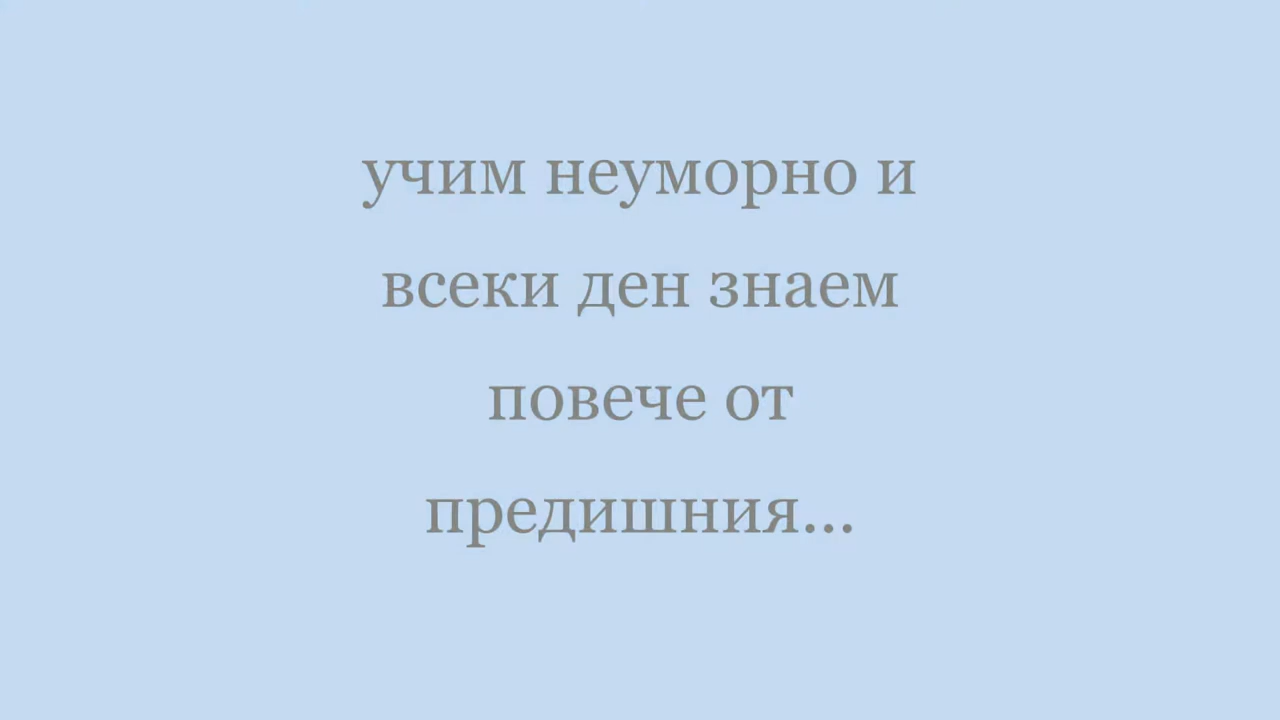 учим неуморно и
всеки ден знаем
повече от
предишния...